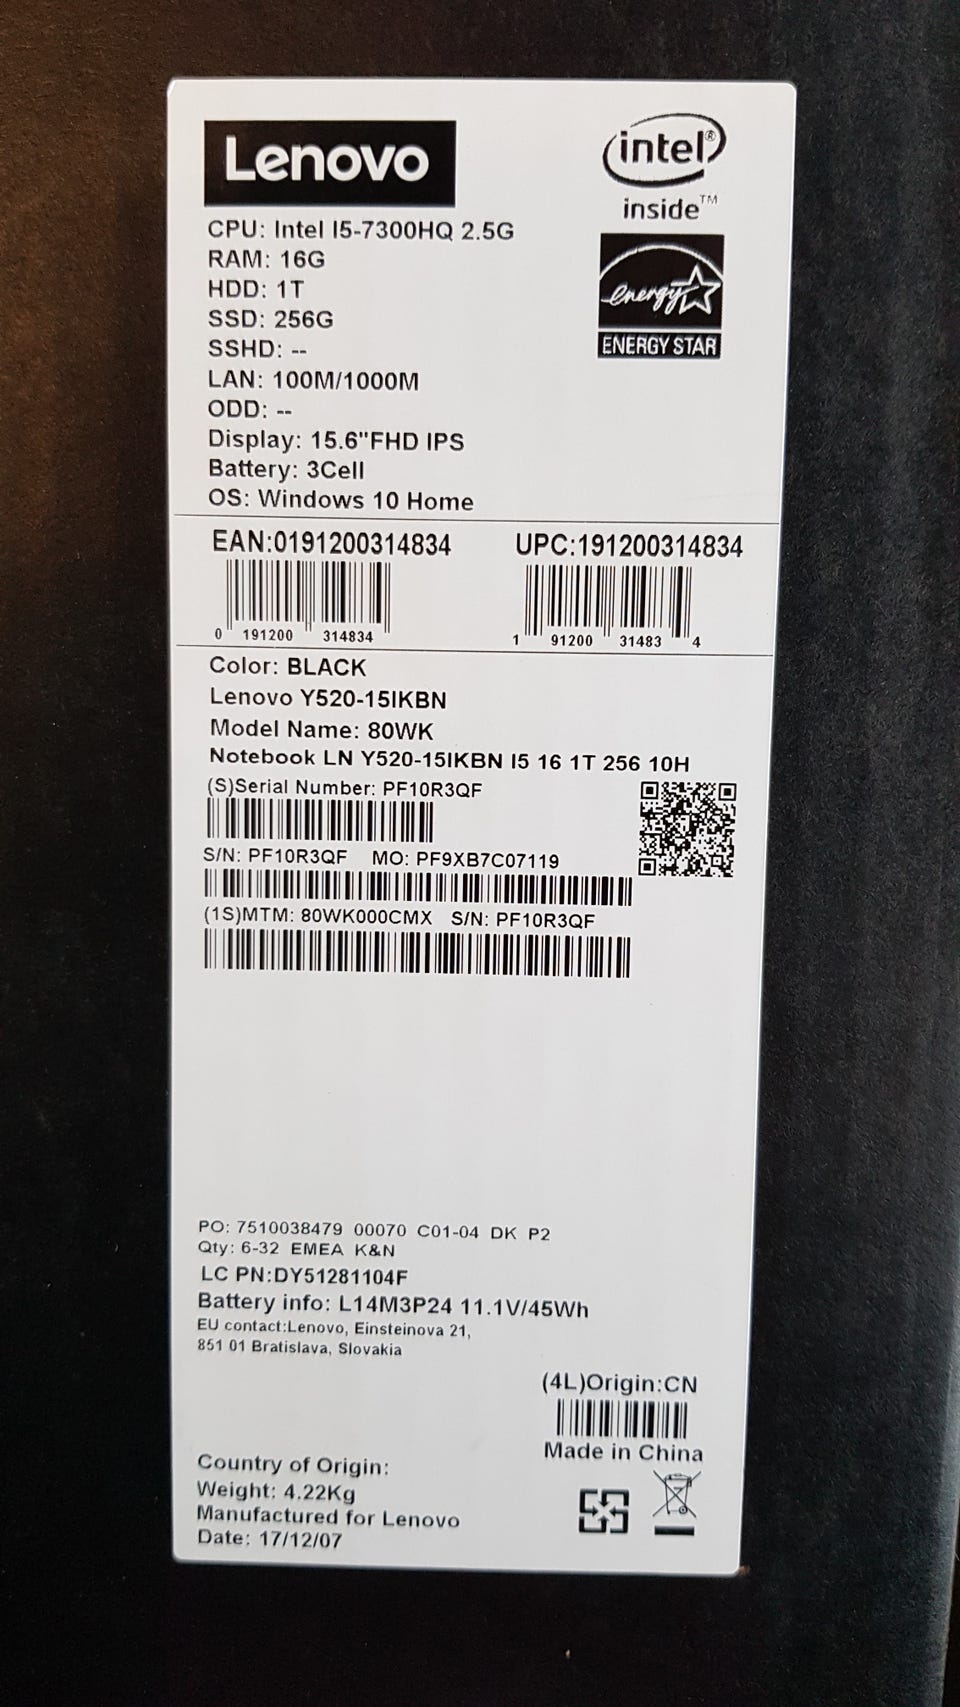 Lenovo
intel®
inside™
CPU: Intel I5-7300HQ 2.5G
RAM: 16G
HDD: 1T
SSD: 256G
SSHD: --
LAN: 100M/1000M
ODD: --
Display: 15.6"FHD IPS
Battery: 3Cell
OS: Windows 10 Home
energy
ENERGY STAR
EAN:0191200314834 UPC:191200314834
0 191200 314834 1 91200 31483 4
Color: BLACK
Lenovo Y520-15IKBN
Model Name: 80WK
Notebook LN Y520-15IKBN I5 16 1T 256 10H
(S)Serial Number: PF10R3QF
S/N: PF10R3QF MO: PF9XB7C07119
(1S)MTM: 80WK000CMX S/N: PF10R3QF
PO: 7510038479 00070 C01-04 DK P2
Qty: 6-32 EMEA K&N
LC PN:DY51281104F
Battery info: L14M3P24 11.1V/45Wh
EU contact:Lenovo, Einsteinova 21,
851 01 Bratislava, Slovakia
(4L)Origin:CN
Made in China
Country of Origin:
Weight: 4.22Kg
Manufactured for Lenovo
Date: 17/12/07